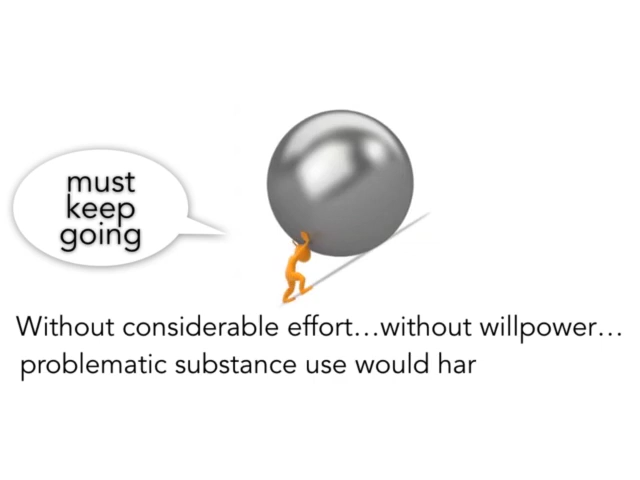 must
keep
going
Without considerable effort...without willpower...
problematic substance use would har